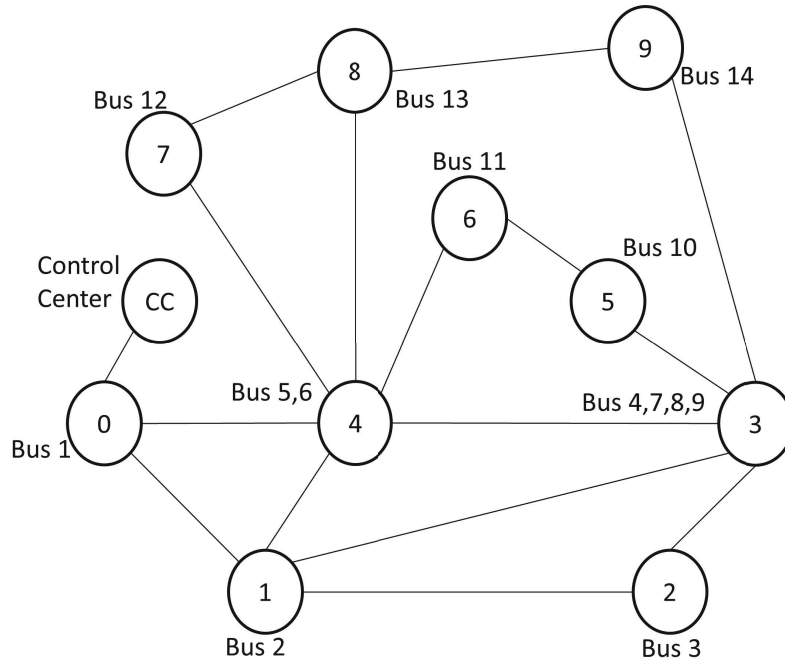 9
8
Bus 14
Bus 12
Bus 13
7
Bus 11
6
Bus 10
Control
Center
CC
5
Bus 5,6
Bus 4,7,8,9
0
4
3
Bus 1
1
2
Bus 2
Bus 3